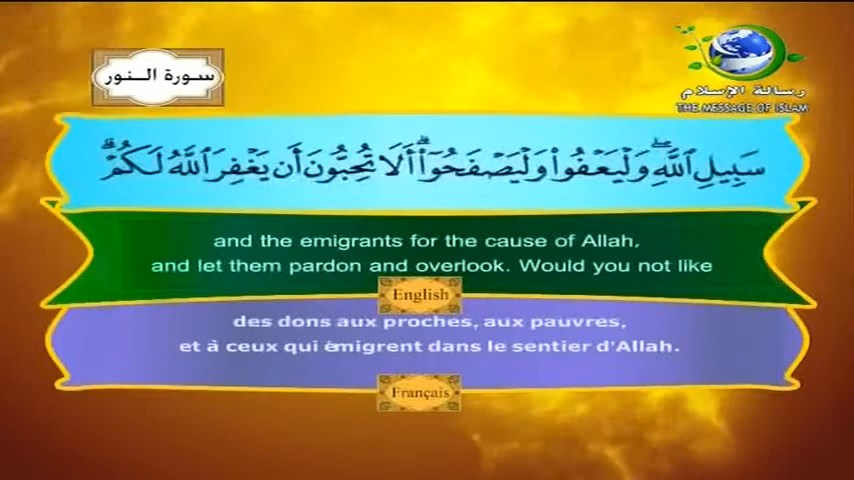 سورة النور
رسالة الإسلام
THE MESSAGE OF ISLAM
سَبِيلِ ٱللَّهِۖ وَلْيَعْفُوا۟ وَلْيَصْفَحُوٓا۟ۗ أَلَا تُحِبُّونَ أَن يَغْفِرَ ٱللَّهُ لَكُمْۗ
and the emigrants for the cause of Allah,
and let them pardon and overlook. Would you not like
English
des dons aux proches, aux pauvres,
et à ceux qui émigrent dans le sentier d'Allah.
Français